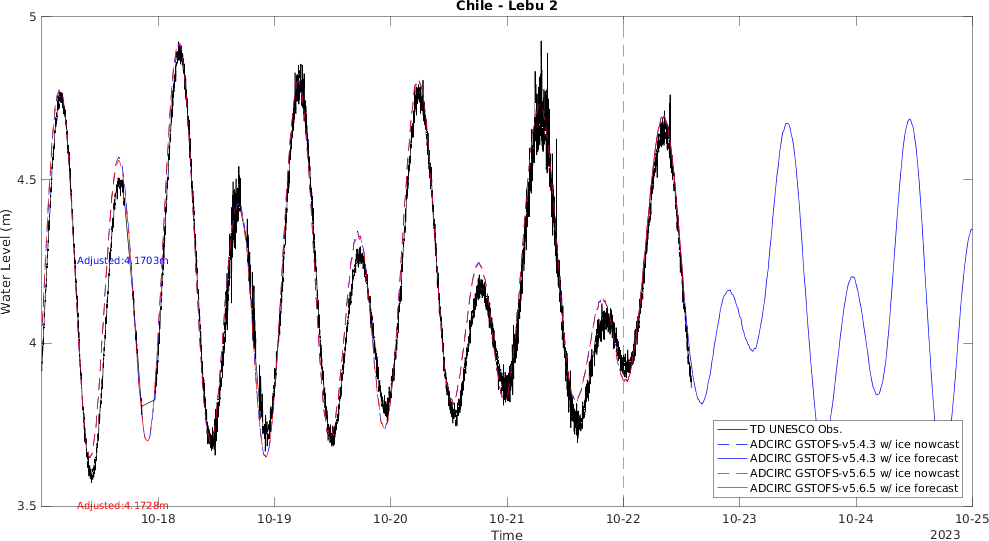 Chile - Lebu 2
5
4.5
4
3.5
Water Level (m)
Adjusted:4.1703m
Adjusted:4.1728m
TD UNESCO Obs.
ADCIRC GSTOFS-v5.4.3 w/ ice nowcast
ADCIRC GSTOFS-v5.4.3 w/ ice forecast
ADCIRC GSTOFS-v5.6.5 w/ ice nowcast
ADCIRC GSTOFS-v5.6.5 w/ ice forecast
10-18 10-19 10-20 10-21 10-22 10-23 10-24 10-25
Time
2023